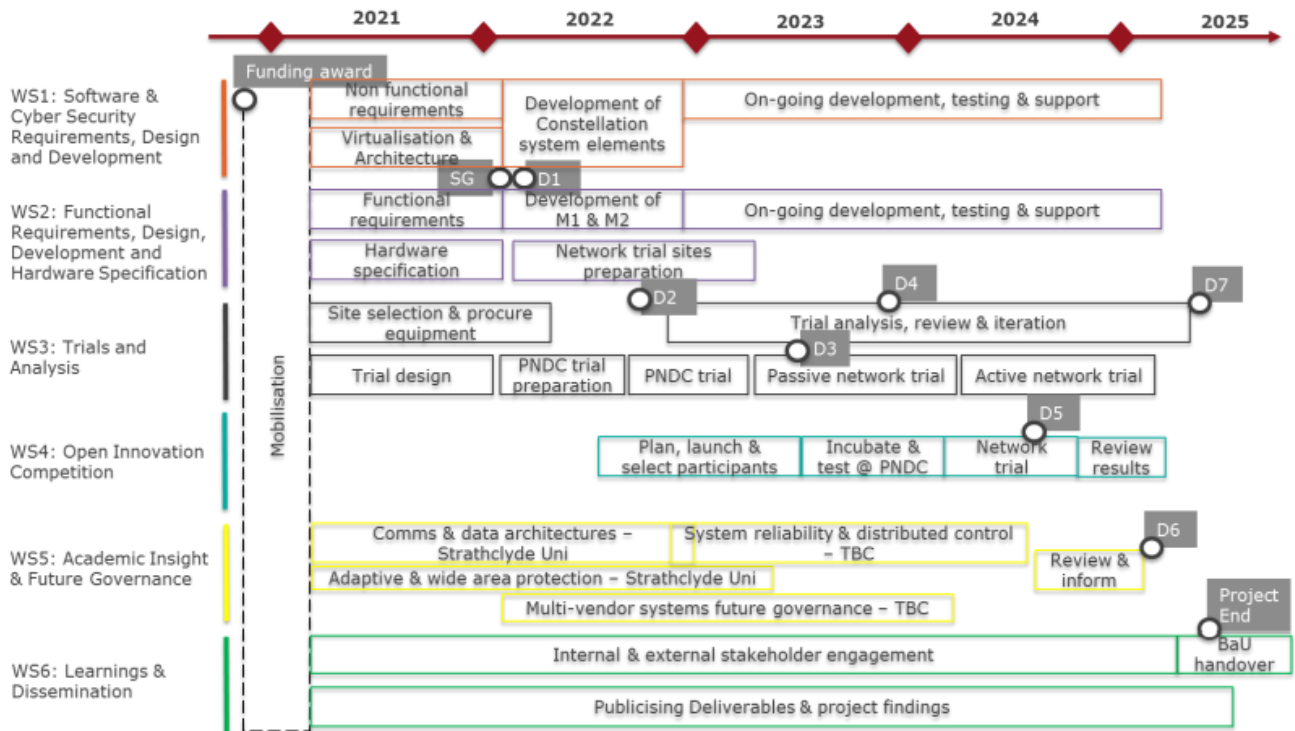 2021
2022
2023
2024
2025
Funding award
WS1: Software &
Cyber Security
Requirements, Design
and Development
Non functional
requirements
Virtualisation &
Architecture
Development of
Constellation
system elements
On-going development, testing & support
SG
D1
WS2: Functional
Requirements, Design,
Development and
Hardware Specification
Functional
requirements
Development of
M1 & M2
On-going development, testing & support
Hardware
specification
Network trial sites
preparation
D2
D4
D7
WS3: Trials and
Analysis
Site selection & procure
equipment
Trial analysis, review & iteration
D3
Trial design
PNDC trial
preparation
PNDC trial
Passive network trial
Active network trial
Mobilisation
D5
WS4: Open Innovation
Competition
Plan, launch &
select participants
Incubate &
test @ PNDC
Network
trial
Review
results
WS5: Academic Insight
& Future Governance
Comms & data architectures –
Strathclyde Uni
System reliability & distributed control
– TBC
D6
Adaptive & wide area protection – Strathclyde Uni
Review &
inform
Multi-vendor systems future governance – TBC
Project
End
WS6: Learnings &
Dissemination
Internal & external stakeholder engagement
BaU
handover
Publicising Deliverables & project findings